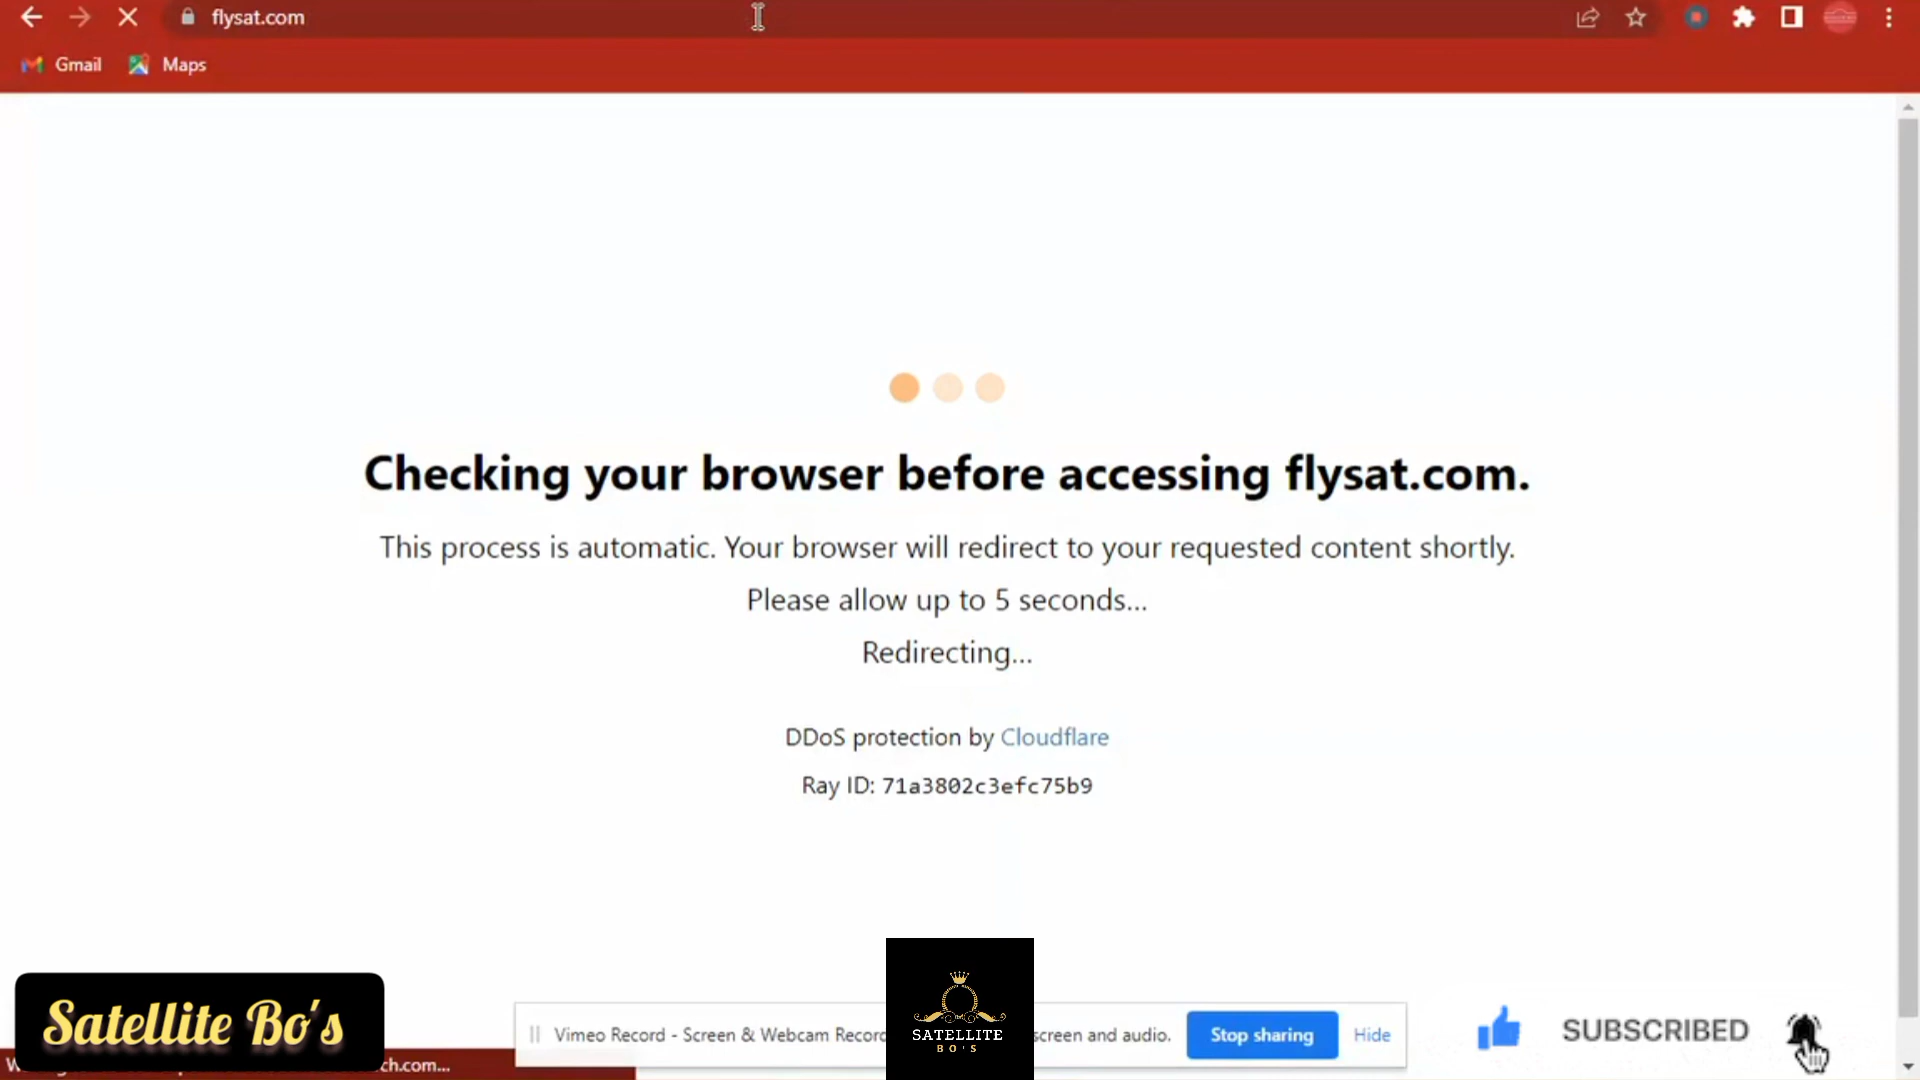 flysat.com
Gmail
Maps
Checking your browser before accessing flysat.com.
This process is automatic. Your browser will redirect to your requested content shortly.
Please allow up to 5 seconds...
Redirecting...
DDoS protection by Cloudflare
Ray ID: 71a3802c3efc75b9
Satellite Bo's
Vimeo Record - Screen & Webcam Recor
SATELLITE
BO'S
screen and audio.
Stop sharing
Hide
SUBSCRIBED
ch.com...